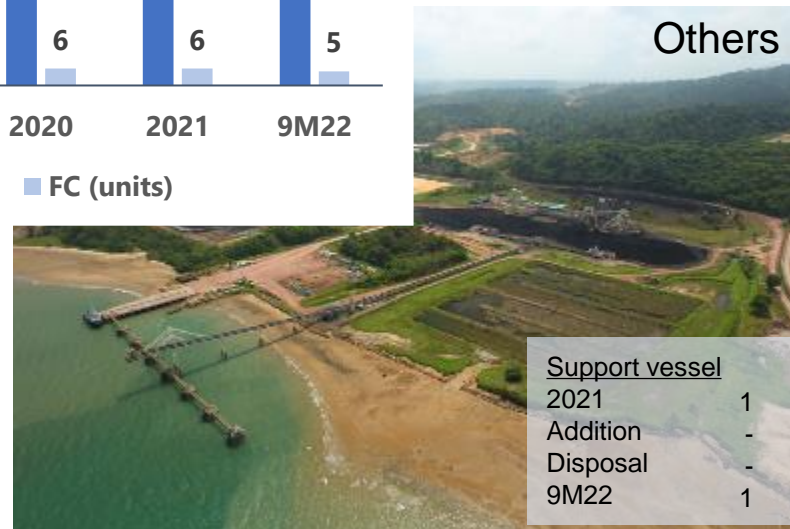 Others
6 6 5
2020 2021 9M22
FC (units)
Support vessel
2021 1
Addition -
Disposal -
9M22 1